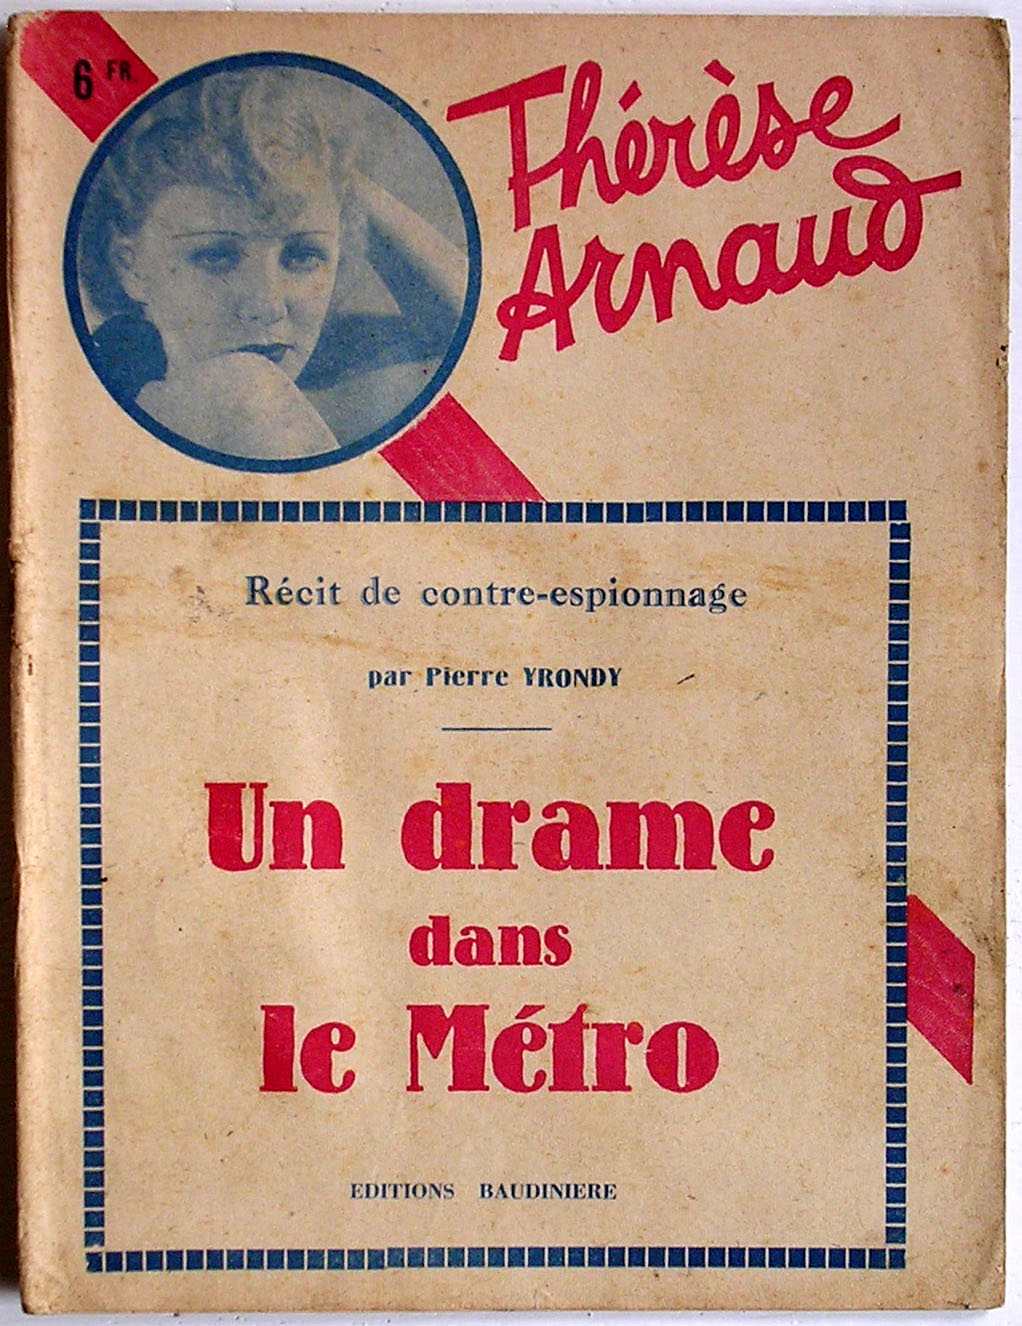 6 FR.
Thérèse
Arnaud
Récit de contre-espionnage
par Pierre YRONDY
Un drame
dans
le Métro
EDITIONS BAUDINIERE